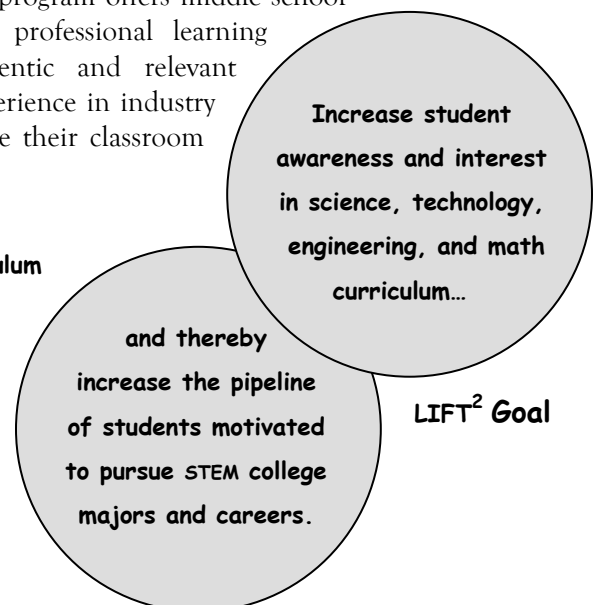 program offers middle school
professional learning
entic and relevant
erience in industry
e their classroom
Increase student
awareness and interest
in science, technology,
engineering, and math
curriculum…
ulum
and thereby
increase the pipeline
of students motivated
to pursue STEM college
majors and careers.
LIFT² Goal